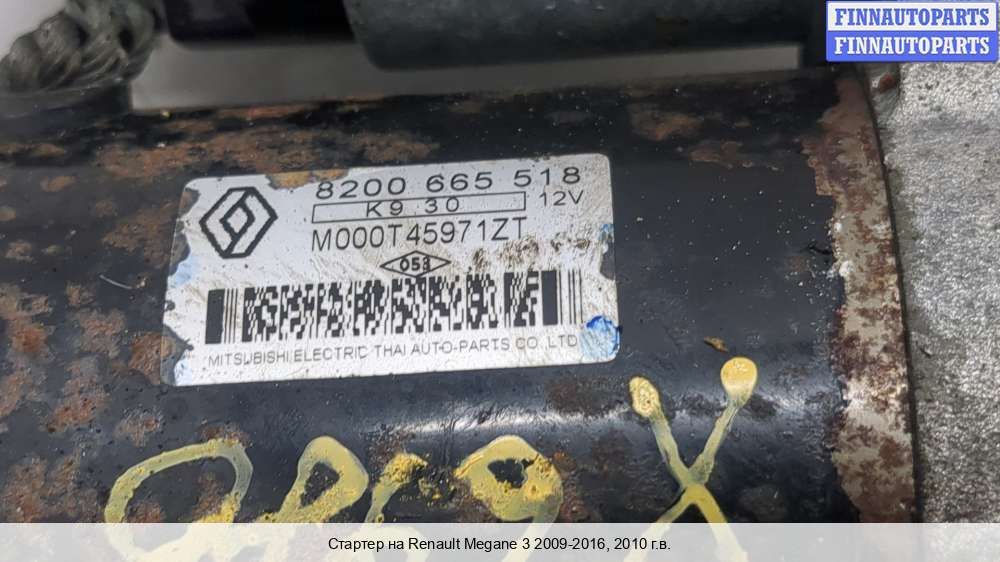 FINNAUTOPARTS
FINNAUTOPARTS
8200 665 518
K9 30 12V
M000T45971ZT
053
MITSUBISHI ELECTRIC THAI AUTO-PARTS CO., LTD
Стартер на Renault Megane 3 2009-2016, 2010 г.в.